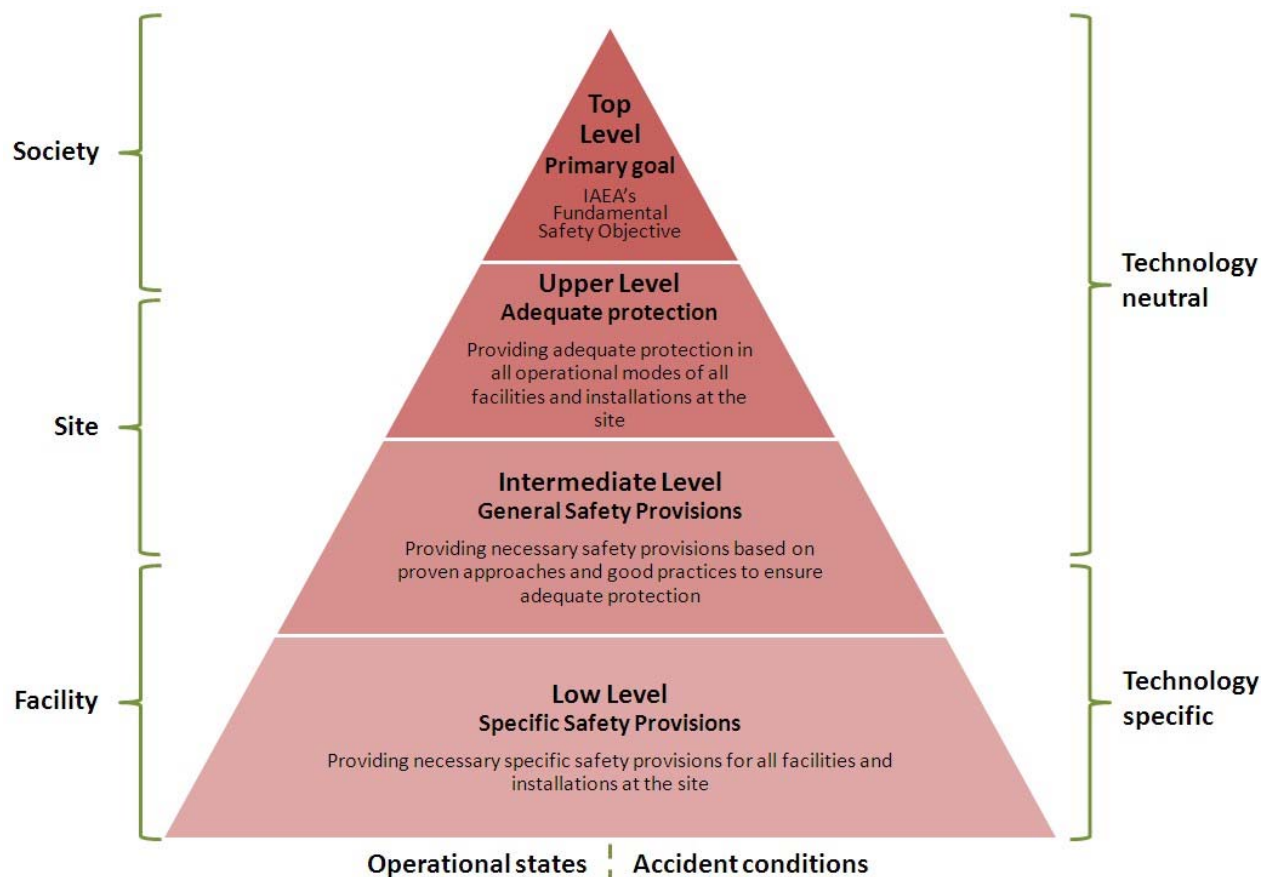 Top
Level
Primary goal
IAEA's
Fundamental
Safety Objective
Society
Technology
neutral
Upper Level
Adequate protection
Providing adequate protection in
all operational modes of all
facilities and installations at the
site
Site
Intermediate Level
General Safety Provisions
Providing necessary safety provisions based on
proven approaches and good practices to ensure
adequate protection
Facility
Low Level
Specific Safety Provisions
Providing necessary specific safety provisions for all facilities and
installations at the site
Technology
specific
Operational states
Accident conditions